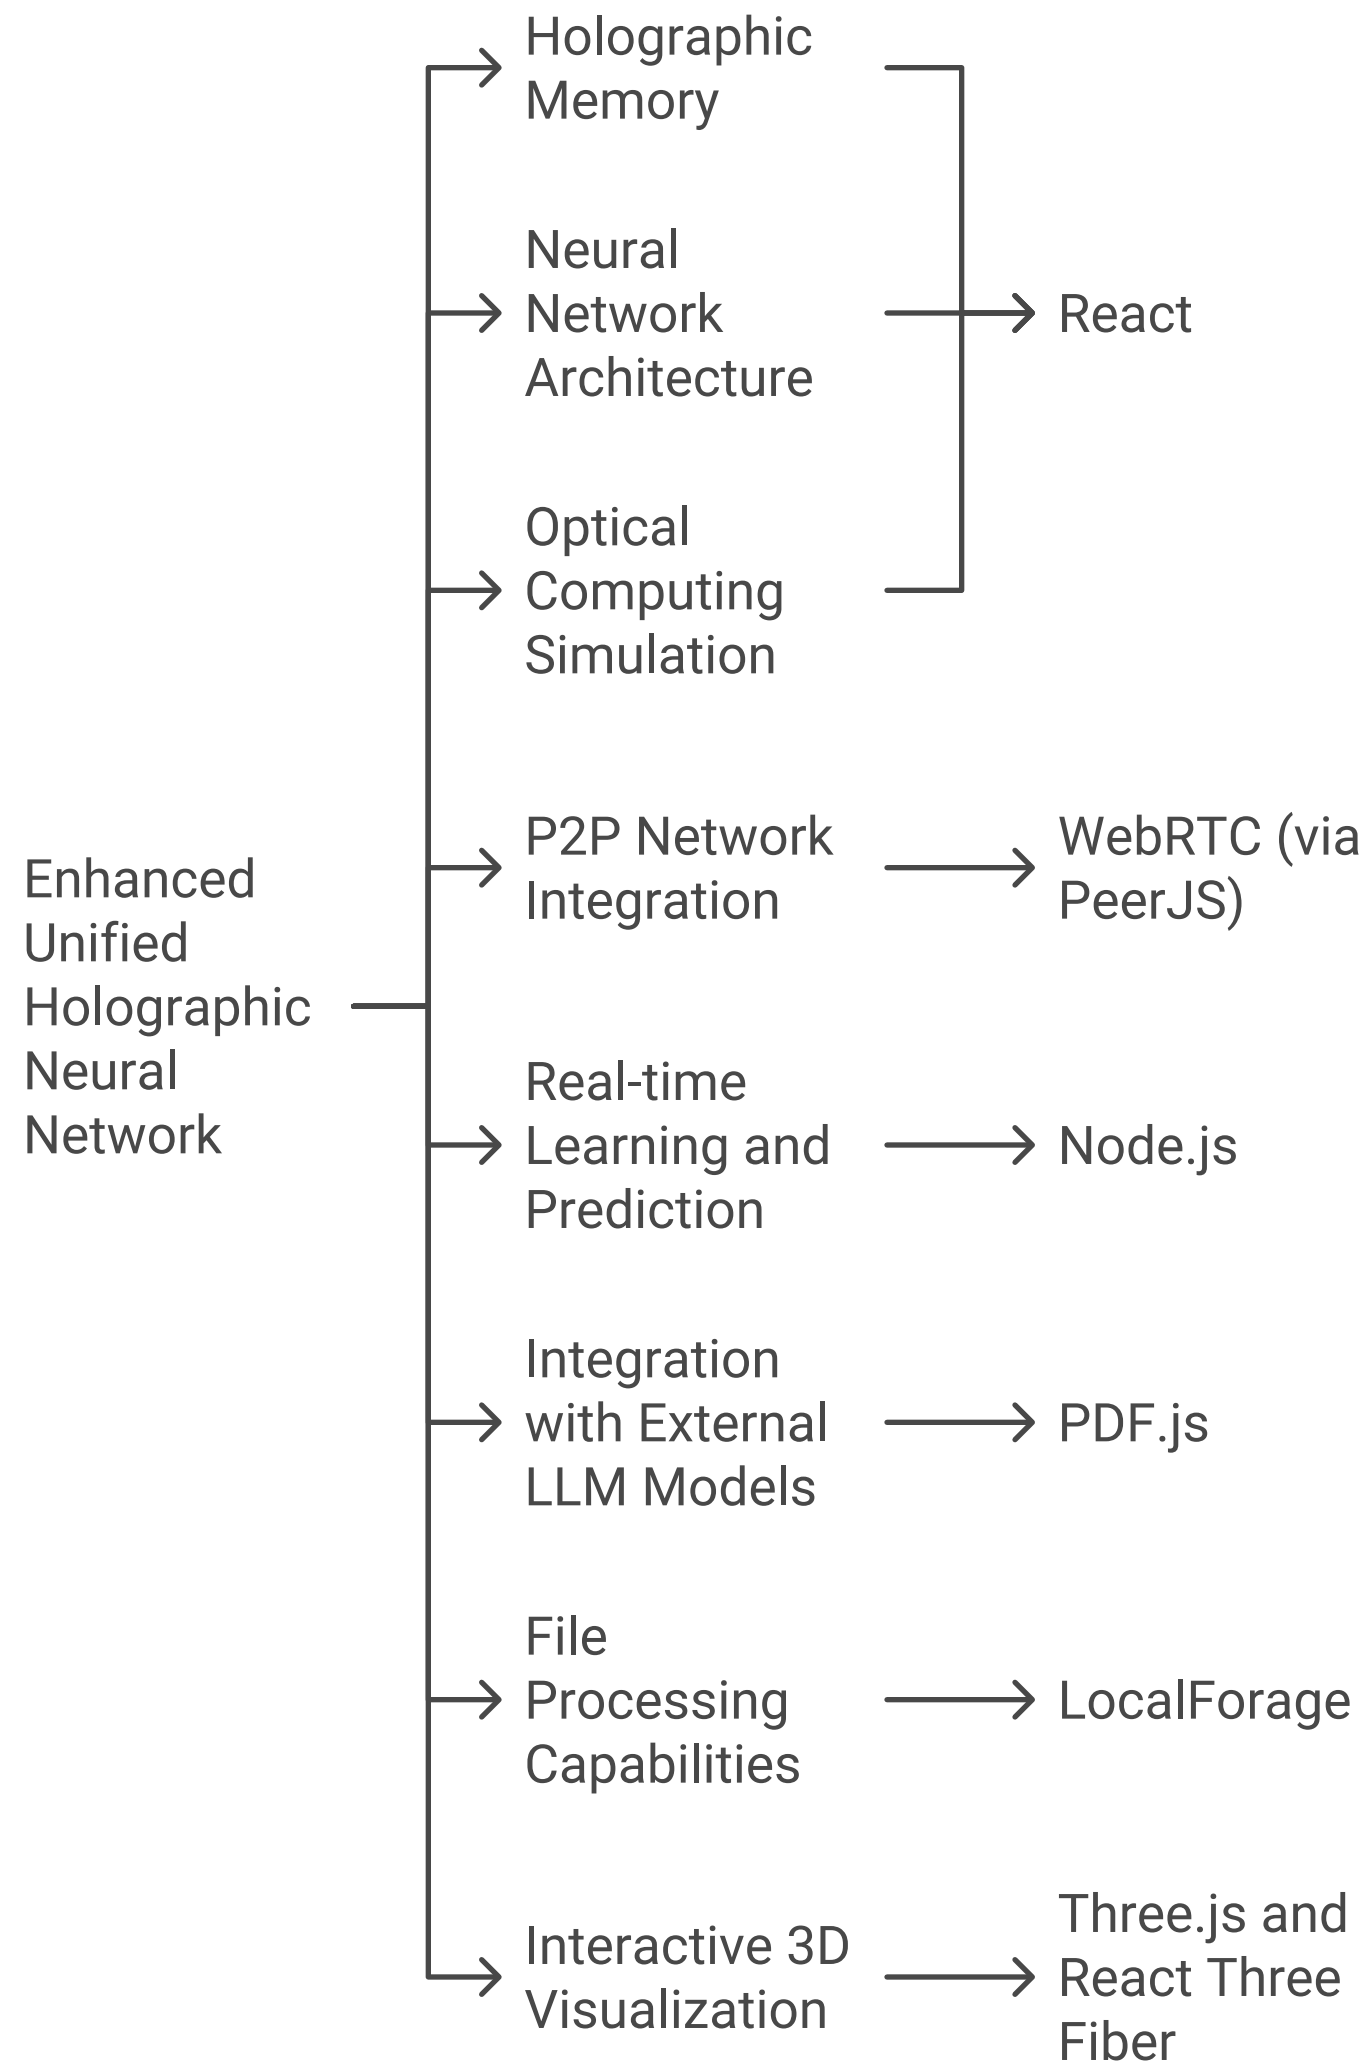 Enhanced
Unified
Holographic
Neural
Network
Holographic
Memory
Neural
Network
Architecture
Optical
Computing
Simulation
React
P2P Network
Integration
WebRTC (via
PeerJS)
Real-time
Learning and
Prediction
Node.js
Integration
with External
LLM Models
PDF.js
File
Processing
Capabilities
LocalForage
Interactive 3D
Visualization
Three.js and
React Three
Fiber